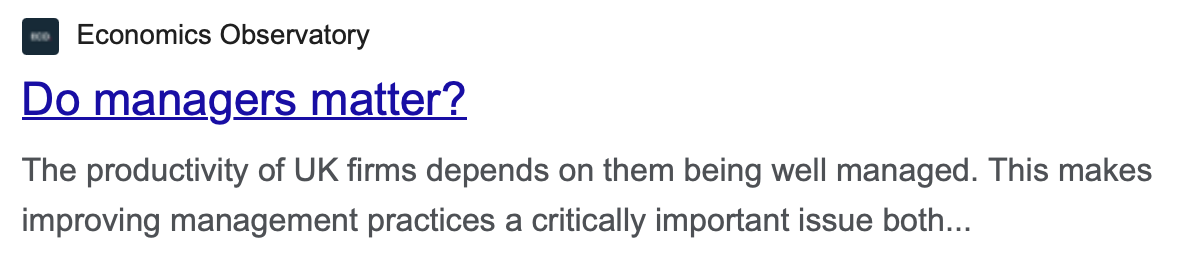 Economics Observatory
Do managers matter?
The productivity of UK firms depends on them being well managed. This makes
improving management practices a critically important issue both...